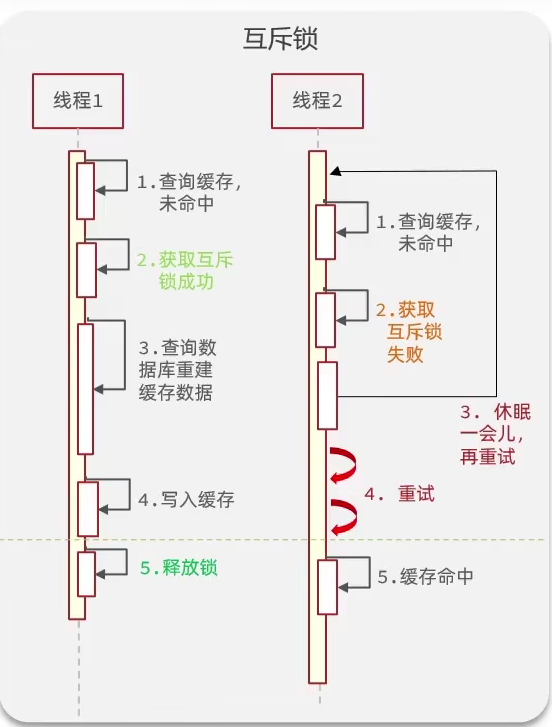 互斥锁
线程1
线程2
1.查询缓存，
未命中
2.获取互斥
锁成功
3.查询数
据库重建
缓存数据
4.写入缓存
5.释放锁
1.查询缓存，
未命中
2.获取
互斥锁
失败
3. 休眠
一会儿，
再重试
4. 重试
5.缓存命中